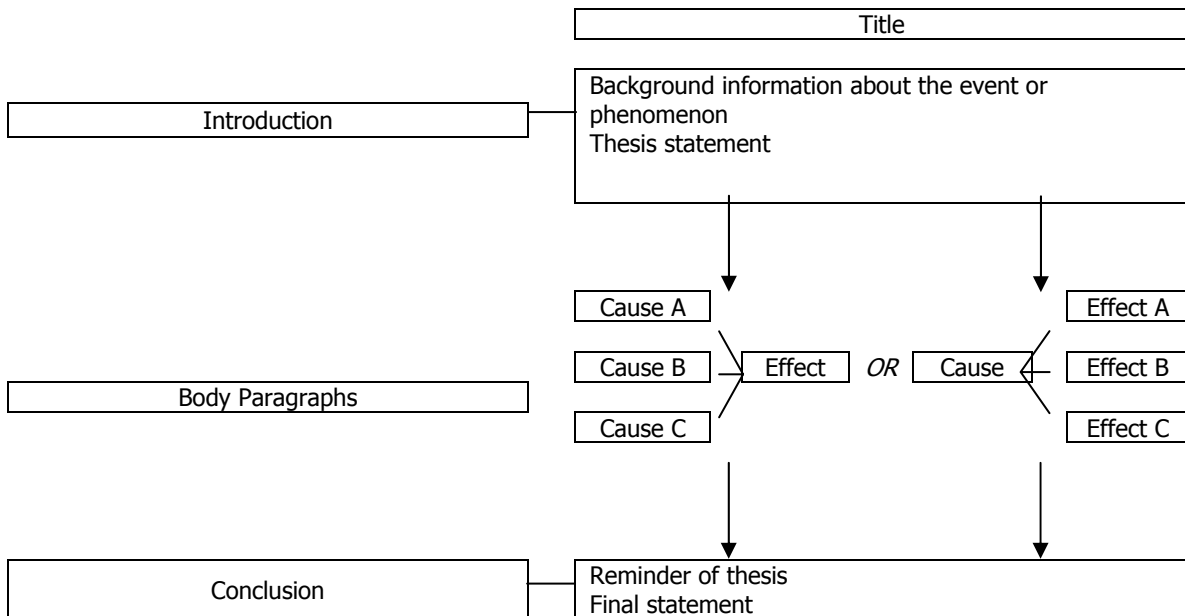 Title
Introduction
Background information about the event or
phenomenon
Thesis statement
Body Paragraphs
Cause A
Cause B
Cause C
Effect
OR
Cause
Effect A
Effect B
Effect C
Conclusion
Reminder of thesis
Final statement